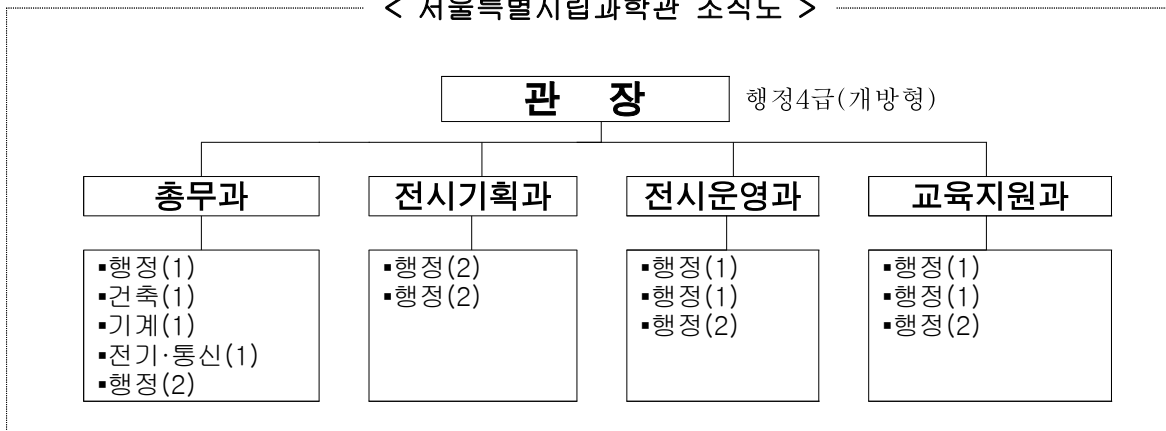 < 서울특별시립과학관 조직도 >
관 장
행정4급(개방형)
총무과
전시기획과
전시운영과
교육지원과
▪행정(1)
▪건축(1)
▪기계(1)
▪전기·통신(1)
▪행정(2)
▪행정(2)
▪행정(2)
▪행정(1)
▪행정(1)
▪행정(2)
▪행정(1)
▪행정(1)
▪행정(2)